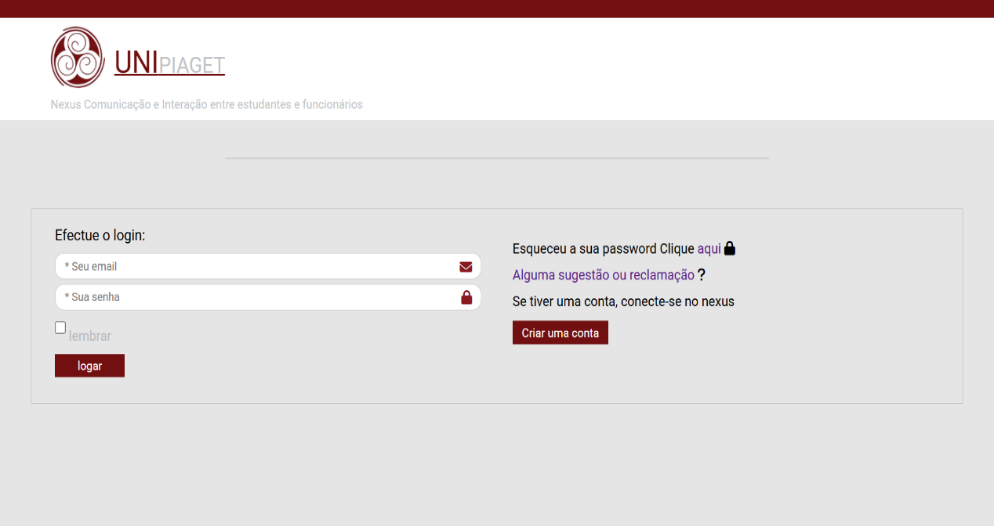 UNIPIAGET
Nexus Comunicação e Interação entre estudantes e funcionários
Efectue o login:
* Seu email
* Sua senha
lembrar
logar
Esqueceu a sua password Clique aqui
Alguma sugestão ou reclamação ?
Se tiver uma conta, conecte-se no nexus
Criar uma conta